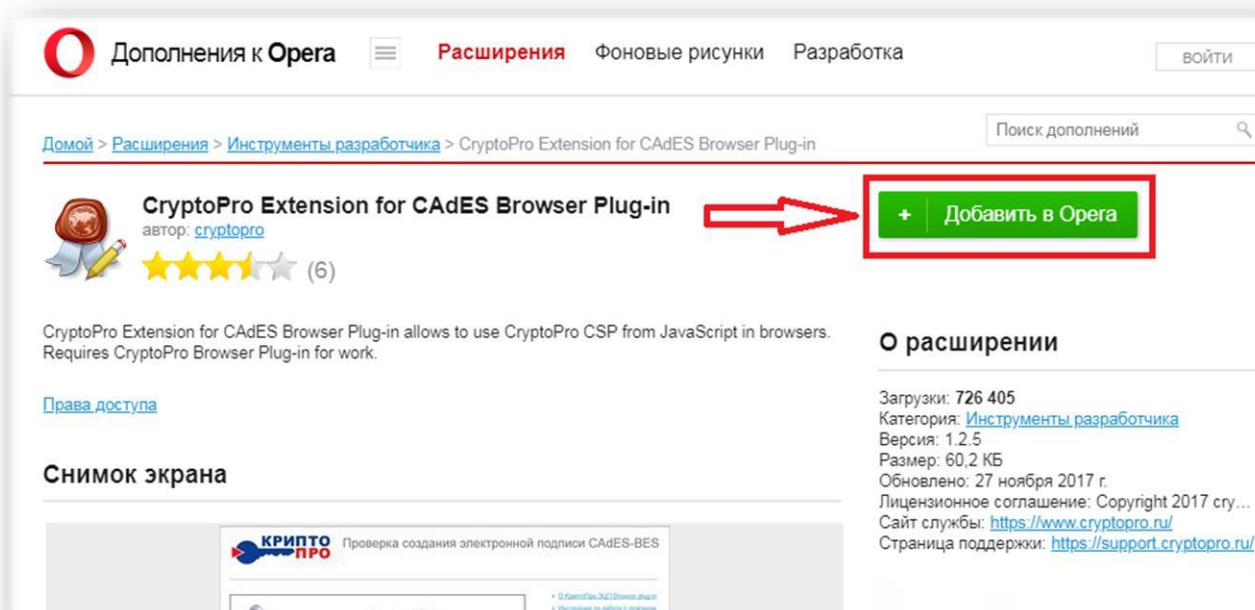 Дополнения к Opera
Расширения Фоновые рисунки Разработка
ВОЙТИ
Домой > Расширения > Инструменты разработчика > CryptoPro Extension for CAdES Browser Plug-in
Поиск дополнений
CryptoPro Extension for CAdES Browser Plug-in
автор: cryptopro
(6)
+ Добавить в Opera
CryptoPro Extension for CAdES Browser Plug-in allows to use CryptoPro CSP from JavaScript in browsers.
Requires CryptoPro Browser Plug-in for work.
Права доступа
О расширении
Загрузки: 726 405
Категория: Инструменты разработчика
Версия: 1.2.5
Размер: 60,2 КБ
Обновлено: 27 ноября 2017 г.
Лицензионное соглашение: Copyright 2017 cry...
Сайт службы: https://www.cryptopro.ru/
Страница поддержки: https://support.cryptopro.ru/
Снимок экрана
КРИПТО
ПРО
Проверка создания электронной подписи CAdES-BES
О КриптоПро ЭЦП Browser plug-in